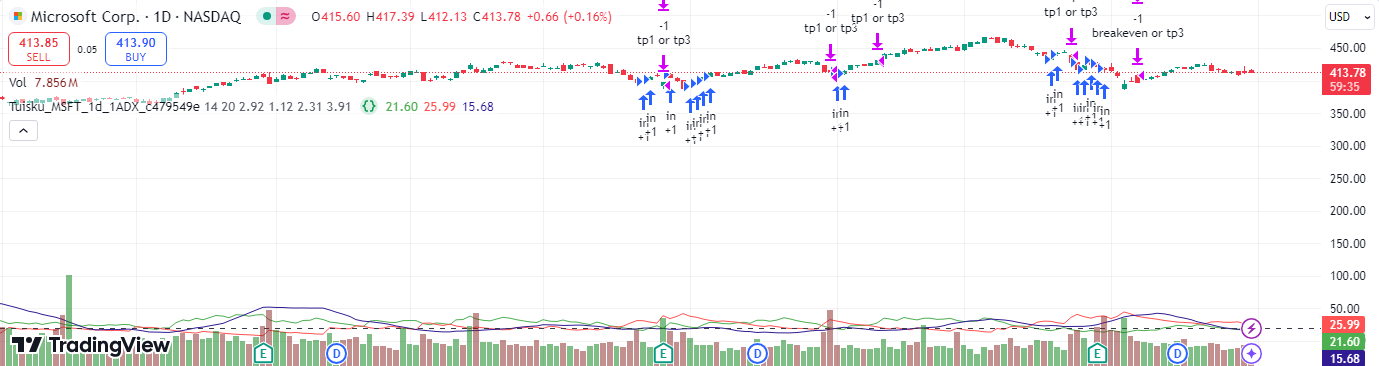 Microsoft Corp. · 1D · NASDAQ
O415.60 H417.39 L412.13 C413.78 +0.66 (+0.16%)
413.85
SELL
0.05
413.90
BUY
Vol 7.856M
Tulsku_MSFT_1d_1ADX_c479549e 14 20 2.92 1.12 2.31 3.91 {} 21.60 25.99 15.68
-1
tp1 or tp3
-1
tp1 or tp3
-1
tp1 or tp3
tp1 or tp3
-1
breakeven or tp3
in
+1
in
+1
USD
450.00
413.78
59:35
350.00
300.00
250.00
200.00
150.00
100.00
50.00
25.99
21.60
15.68
TradingView
E
D
E
D
E
D